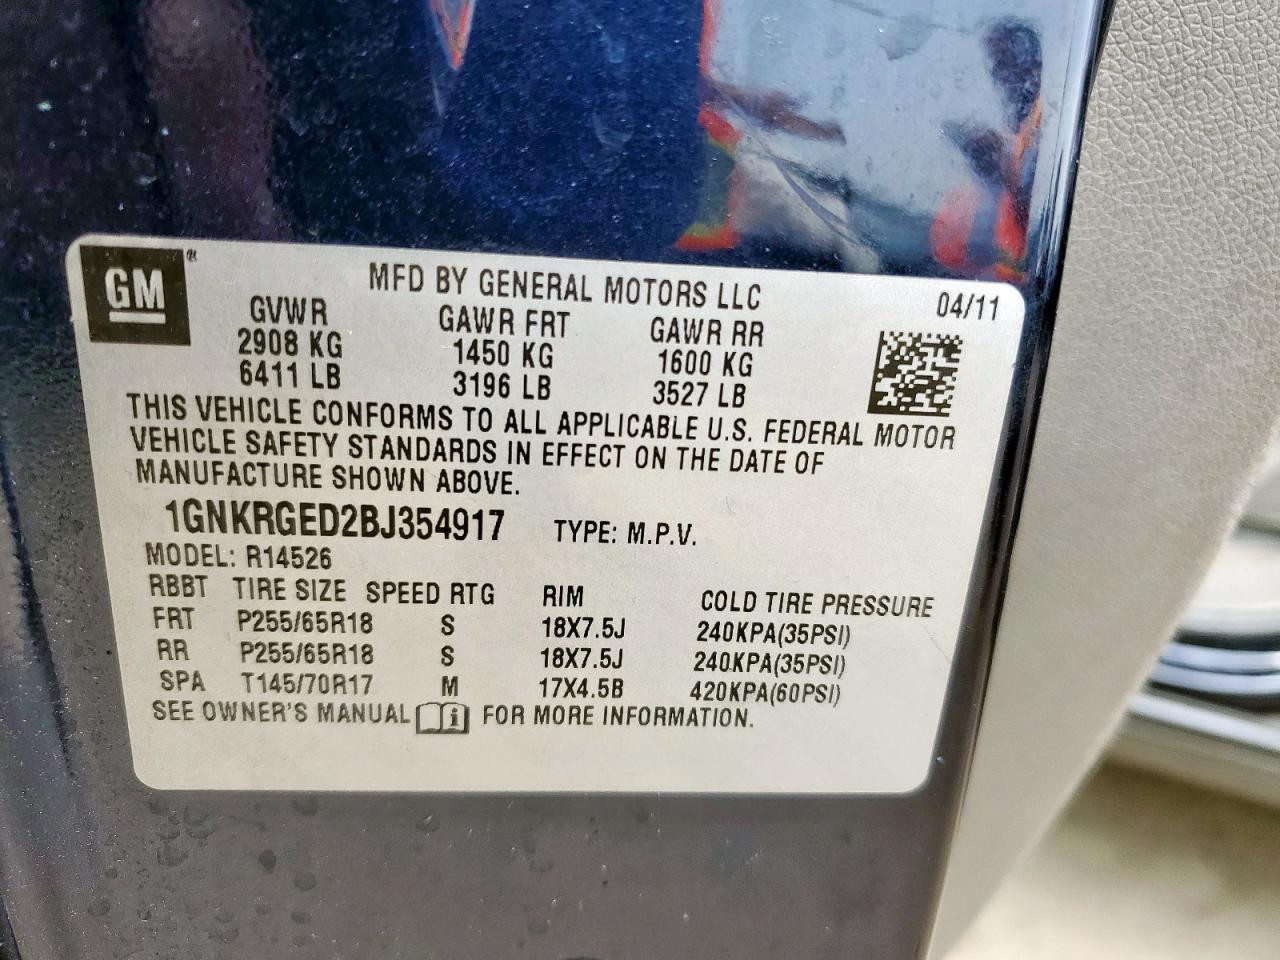 GM
MFD BY GENERAL MOTORS LLC 04/11
GVWR GAWR FRT GAWR RR
2908 KG 1450 KG 1600 KG
6411 LB 3196 LB 3527 LB
THIS VEHICLE CONFORMS TO ALL APPLICABLE U.S. FEDERAL MOTOR
VEHICLE SAFETY STANDARDS IN EFFECT ON THE DATE OF
MANUFACTURE SHOWN ABOVE.
1GNKRGED2BJ354917 TYPE: M.P.V.
MODEL: R14526
RBBT TIRE SIZE SPEED RTG RIM COLD TIRE PRESSURE
FRT P255/65R18 S 18X7.5J 240KPA(35PSI)
RR P255/65R18 S 18X7.5J 240KPA(35PSI)
SPA T145/70R17 M 17X4.5B 420KPA(60PSI)
SEE OWNER'S MANUAL i FOR MORE INFORMATION.